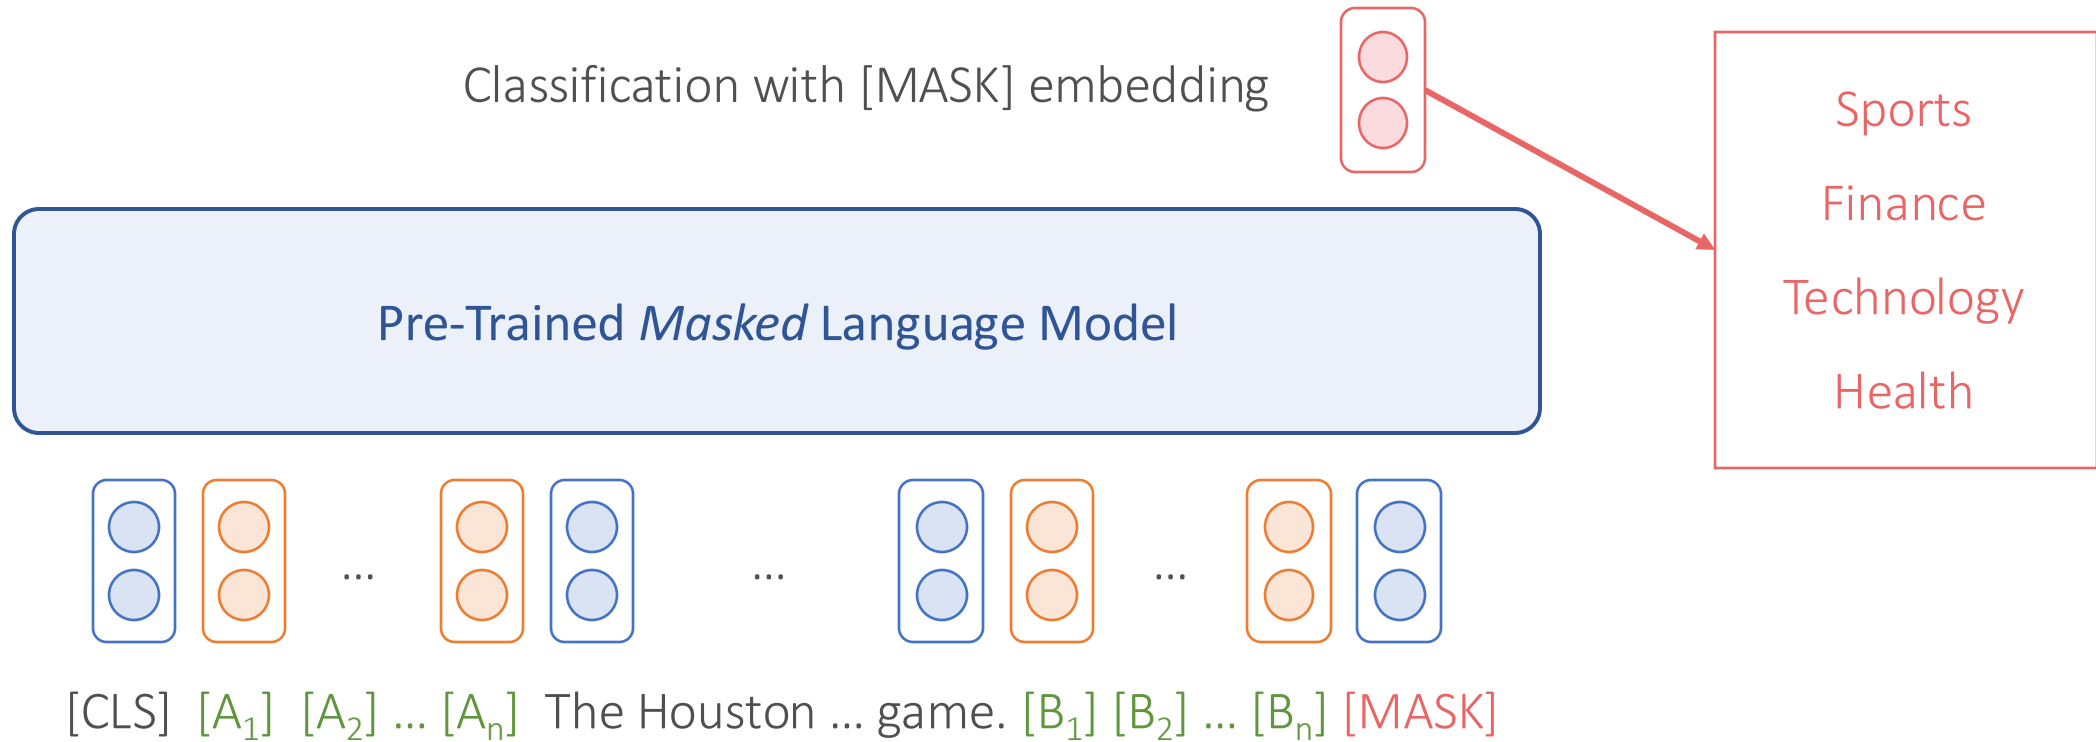 Classification with [MASK] embedding
Sports
Finance
Technology
Health
Pre-Trained Masked Language Model
... ... ...
[CLS] [A₁] [A₂] ... [Aₙ] The Houston ... game. [B₁] [B₂] ... [Bₙ] [MASK]